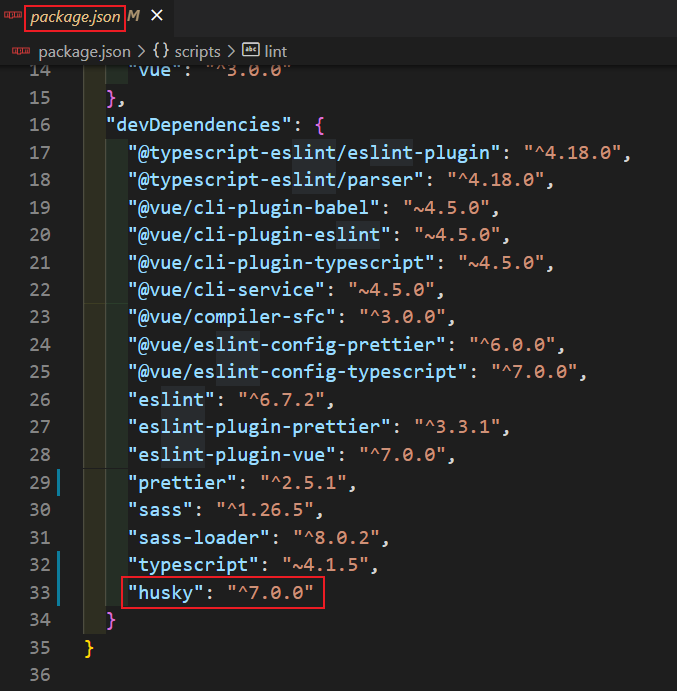 package.json M ×
package.json > {} scripts > abc lint
14 "vue": "^3.0.0"
15 },
16 "devDependencies": {
17 "@typescript-eslint/eslint-plugin": "^4.18.0",
18 "@typescript-eslint/parser": "^4.18.0",
19 "@vue/cli-plugin-babel": "~4.5.0",
20 "@vue/cli-plugin-eslint": "~4.5.0",
21 "@vue/cli-plugin-typescript": "~4.5.0",
22 "@vue/cli-service": "~4.5.0",
23 "@vue/compiler-sfc": "^3.0.0",
24 "@vue/eslint-config-prettier": "^6.0.0",
25 "@vue/eslint-config-typescript": "^7.0.0",
26 "eslint": "^6.7.2",
27 "eslint-plugin-prettier": "^3.3.1",
28 "eslint-plugin-vue": "^7.0.0",
29 "prettier": "^2.5.1",
30 "sass": "^1.26.5",
31 "sass-loader": "^8.0.2",
32 "typescript": "~4.1.5",
33 "husky": "^7.0.0"
34 }
35 }
36